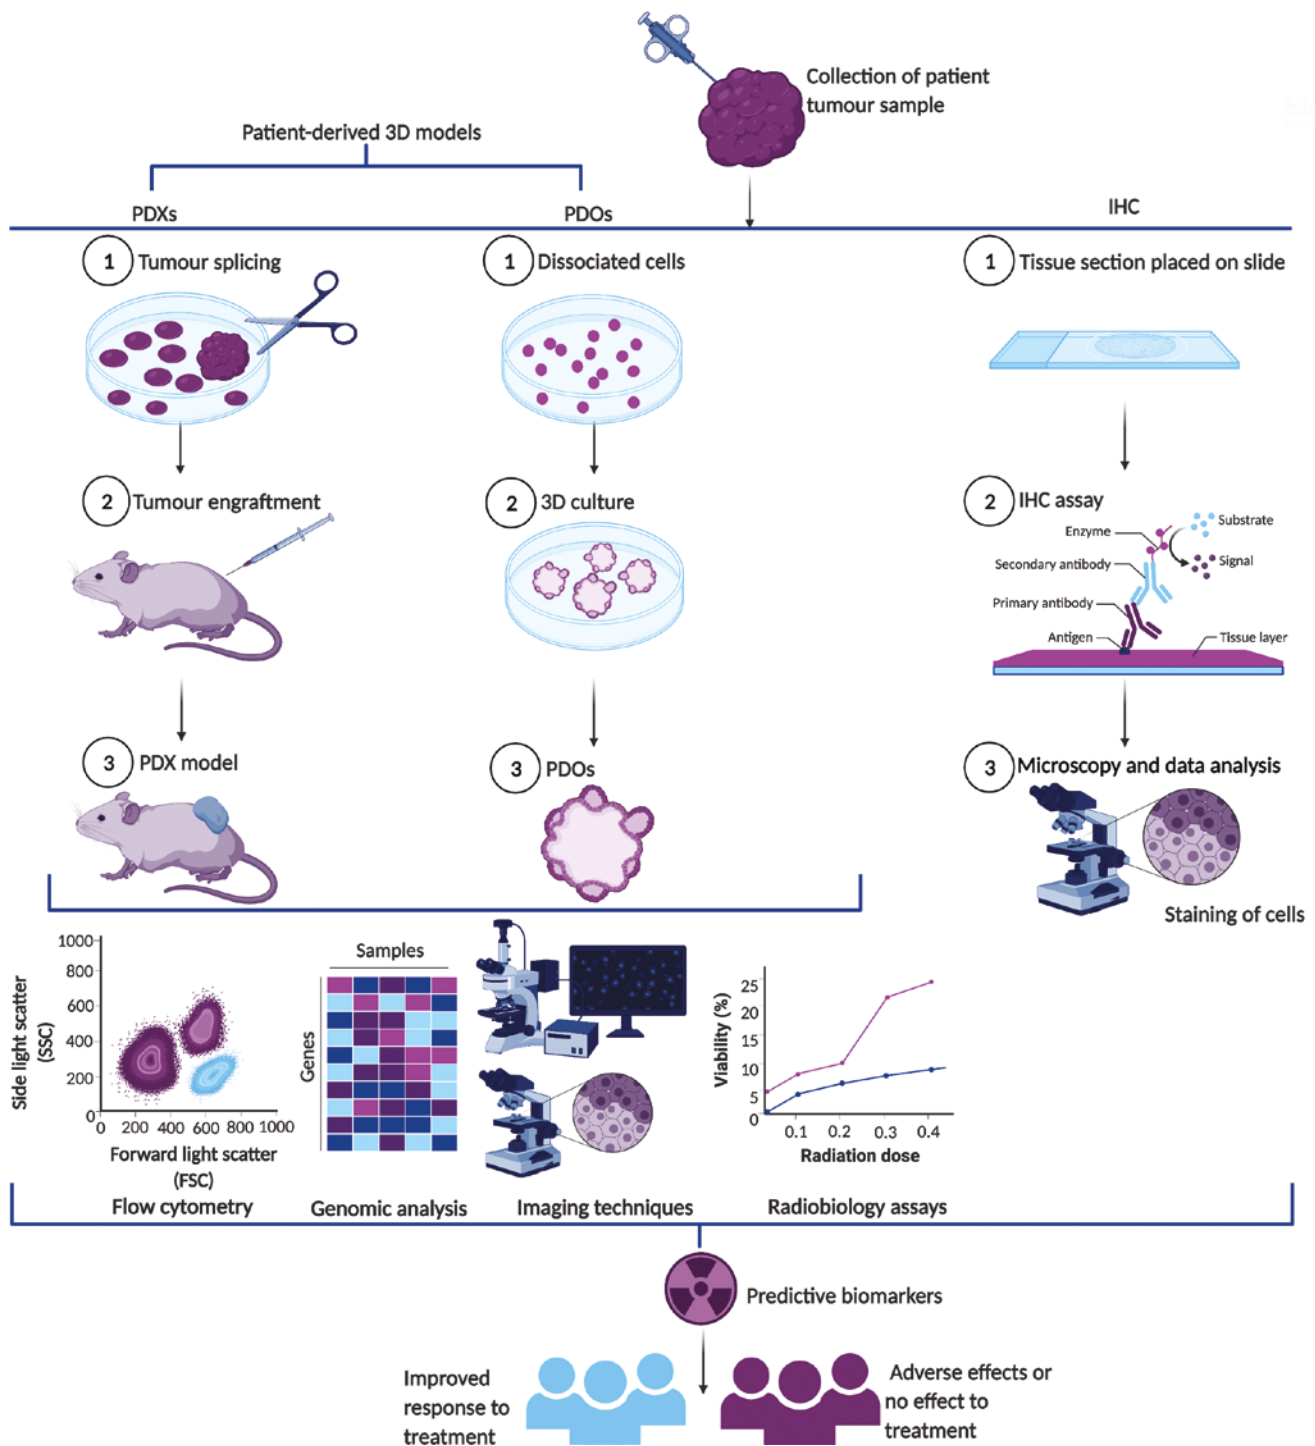 Collection of patient
tumour sample
Patient-derived 3D models
PDXs
PDOs
IHC
1 Tumour splicing
1 Dissociated cells
1 Tissue section placed on slide
2 Tumour engraftment
2 3D culture
2 IHC assay
Substrate
Enzyme
Signal
Secondary antibody
Primary antibody
Antigen
Tissue layer
3 PDX model
3 PDOs
3 Microscopy and data analysis
Staining of cells
Side light scatter
(SSC)
1000
800
600
400
200
0
0 200 400 600 800 1000
Forward light scatter
(FSC)
Flow cytometry
Samples
Genes
Genomic analysis
Imaging techniques
Viability (%)
25
20
15
10
5
0
0.1 0.2 0.3 0.4
Radiation dose
Radiobiology assays
Predictive biomarkers
Improved
response to
treatment
Adverse effects or
no effect to
treatment